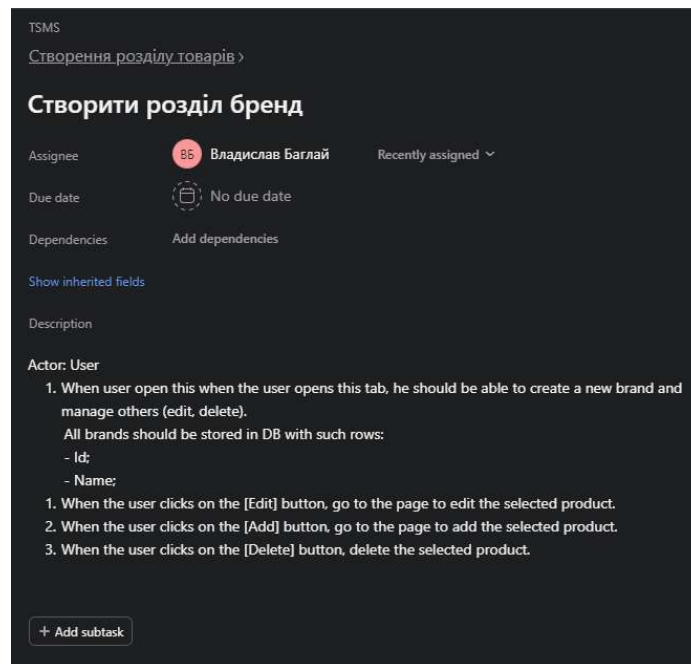 TSMS
Створення розділу товарів >
Створити розділ бренд
Assignee ВБ Владислав Баглай Recently assigned
Due date No due date
Dependencies Add dependencies
Show inherited fields
Description
Actor: User
1. When user open this when the user opens this tab, he should be able to create a new brand and
manage others (edit, delete).
All brands should be stored in DB with such rows:
- Id;
- Name;
1. When the user clicks on the [Edit] button, go to the page to edit the selected product.
2. When the user clicks on the [Add] button, go to the page to add the selected product.
3. When the user clicks on the [Delete] button, delete the selected product.
+ Add subtask